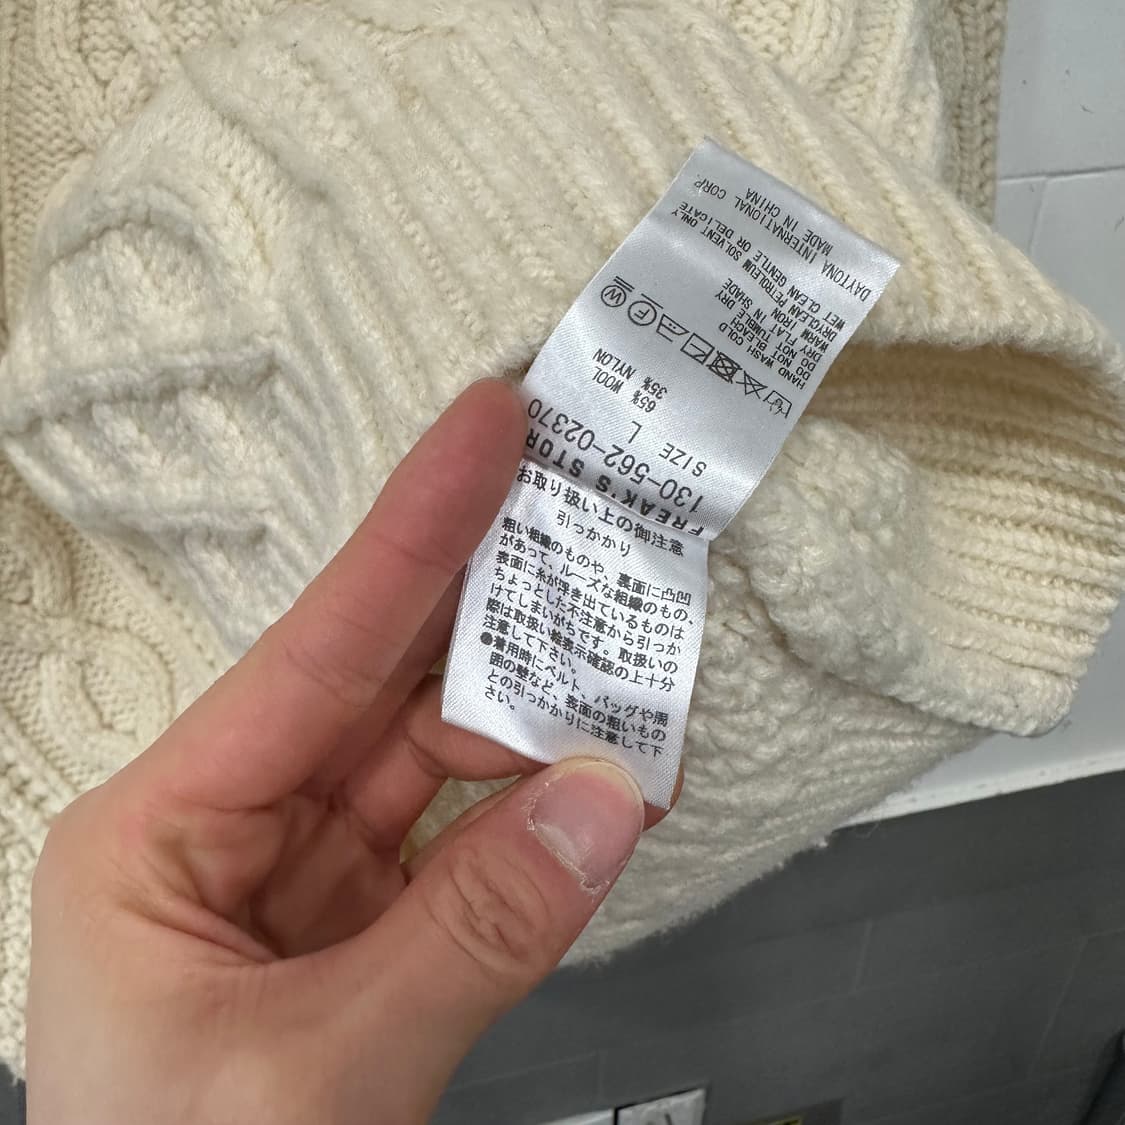 FREAK'S STOR
130-562-02370
SIZE L
65% WOOL
35% NYLON
HAND WASH COLD
DO NOT BLEACH
DO NOT TUMBLE DRY
DRY FLAT IN SHADE
WARM IRON
DRYCLEAN PETROLEUM SOLVENT ONLY
WET CLEAN GENTLE OR DELICATE
DAYTONA INTERNATIONAL CORP
MADE IN CHINA
お取り扱い上の御注意
引っかかり
粗い組織のものや、裏面に凸凹
があって、ルーズな組織のもの、
表面に糸が浮き出ているものは
ちょっとした不注意から引っか
けてしまいがちです。取扱いの
際は取扱い絵表示確認の上十分
注意して下さい。
●着用時にベルト、バッグや周
囲の壁など、表面の粗いもの
との引っかかりに注意して下
さい。